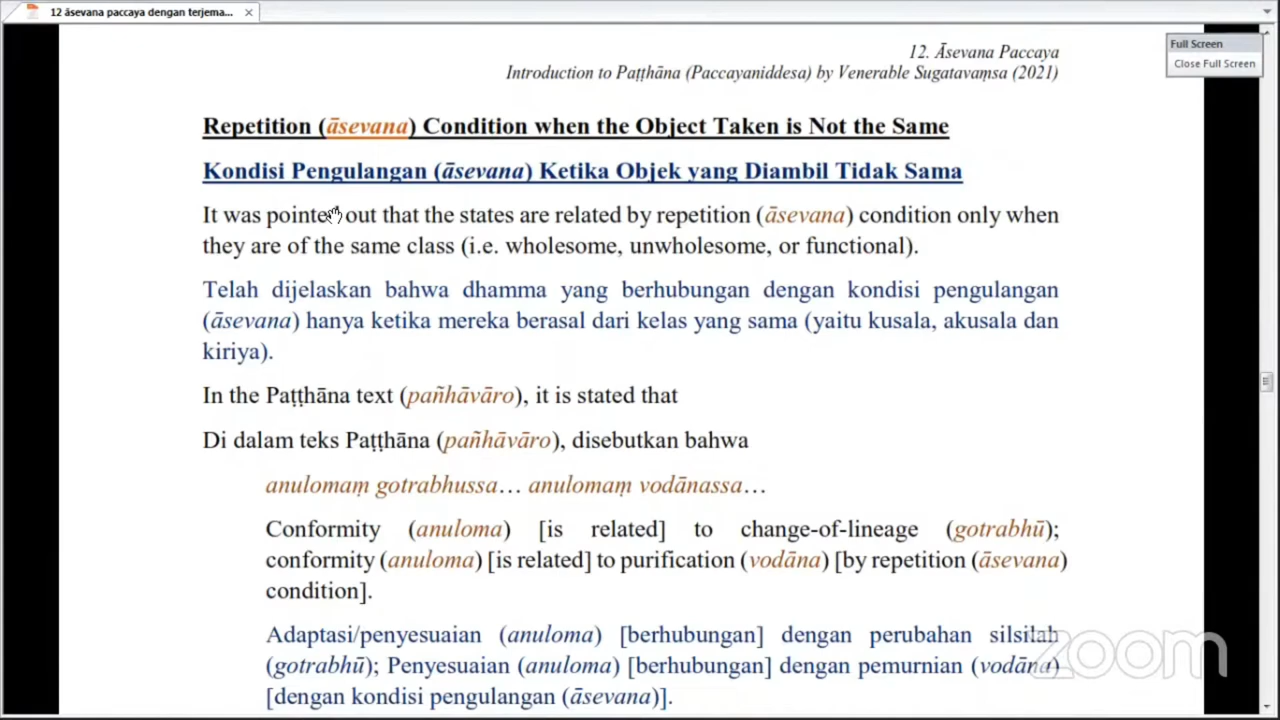 12 āsevana paccaya dengan terjema...
Full Screen
Close Full Screen
12. Āsevana Paccaya
Introduction to Paṭṭhāna (Paccayaniddesa) by Venerable Sugatavaṃsa (2021)
Repetition (āsevana) Condition when the Object Taken is Not the Same
Kondisi Pengulangan (āsevana) Ketika Objek yang Diambil Tidak Sama
It was pointed out that the states are related by repetition (āsevana) condition only when
they are of the same class (i.e. wholesome, unwholesome, or functional).
Telah dijelaskan bahwa dhamma yang berhubungan dengan kondisi pengulangan
(āsevana) hanya ketika mereka berasal dari kelas yang sama (yaitu kusala, akusala dan
kiriya).
In the Paṭṭhāna text (pañhāvāro), it is stated that
Di dalam teks Paṭṭhāna (pañhāvāro), disebutkan bahwa
anulomaṃ gotrabhussa… anulomaṃ vodānassa…
Conformity (anuloma) [is related] to change-of-lineage (gotrabhū);
conformity (anuloma) [is related] to purification (vodāna) [by repetition (āsevana)
condition].
Adaptasi/penyesuaian (anuloma) [berhubungan] dengan perubahan silsilah
(gotrabhū); Penyesuaian (anuloma) [berhubungan] dengan pemurnian (vodāna)
[dengan kondisi pengulangan (āsevana)].
zoom